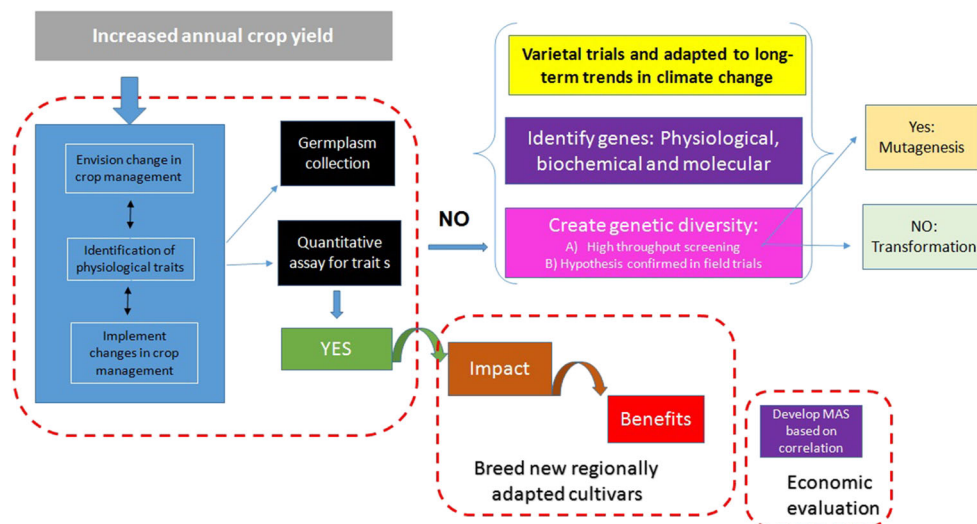 Increased annual crop yield
Envision change in
crop management
Identification of
physiological traits
Implement
changes in crop
management
Germplasm
collection
Quantitative
assay for trait s
YES
NO
Varietal trials and adapted to long-
term trends in climate change
Identify genes: Physiological,
biochemical and molecular
Create genetic diversity:
A) High throughput screening
B) Hypothesis confirmed in field trials
Yes:
Mutagenesis
NO:
Transformation
Impact
Benefits
Breed new regionally
adapted cultivars
Develop MAS
based on
correlation
Economic
evaluation